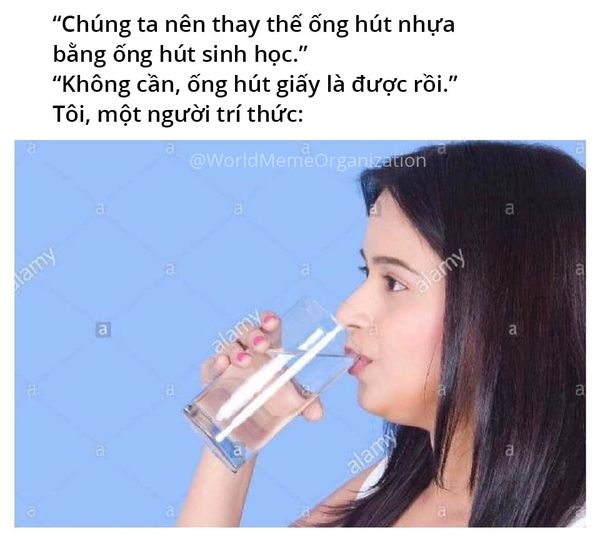 “Chúng ta nên thay thế ống hút nhựa
bằng ống hút sinh học.”
“Không cần, ống hút giấy là được rồi.”
Tôi, một người trí thức:
@WorldMemeOrganization
a a a a
a a a a
alamy alamy
a a
a a
alamy
a a a
a a
alamy
a a a a